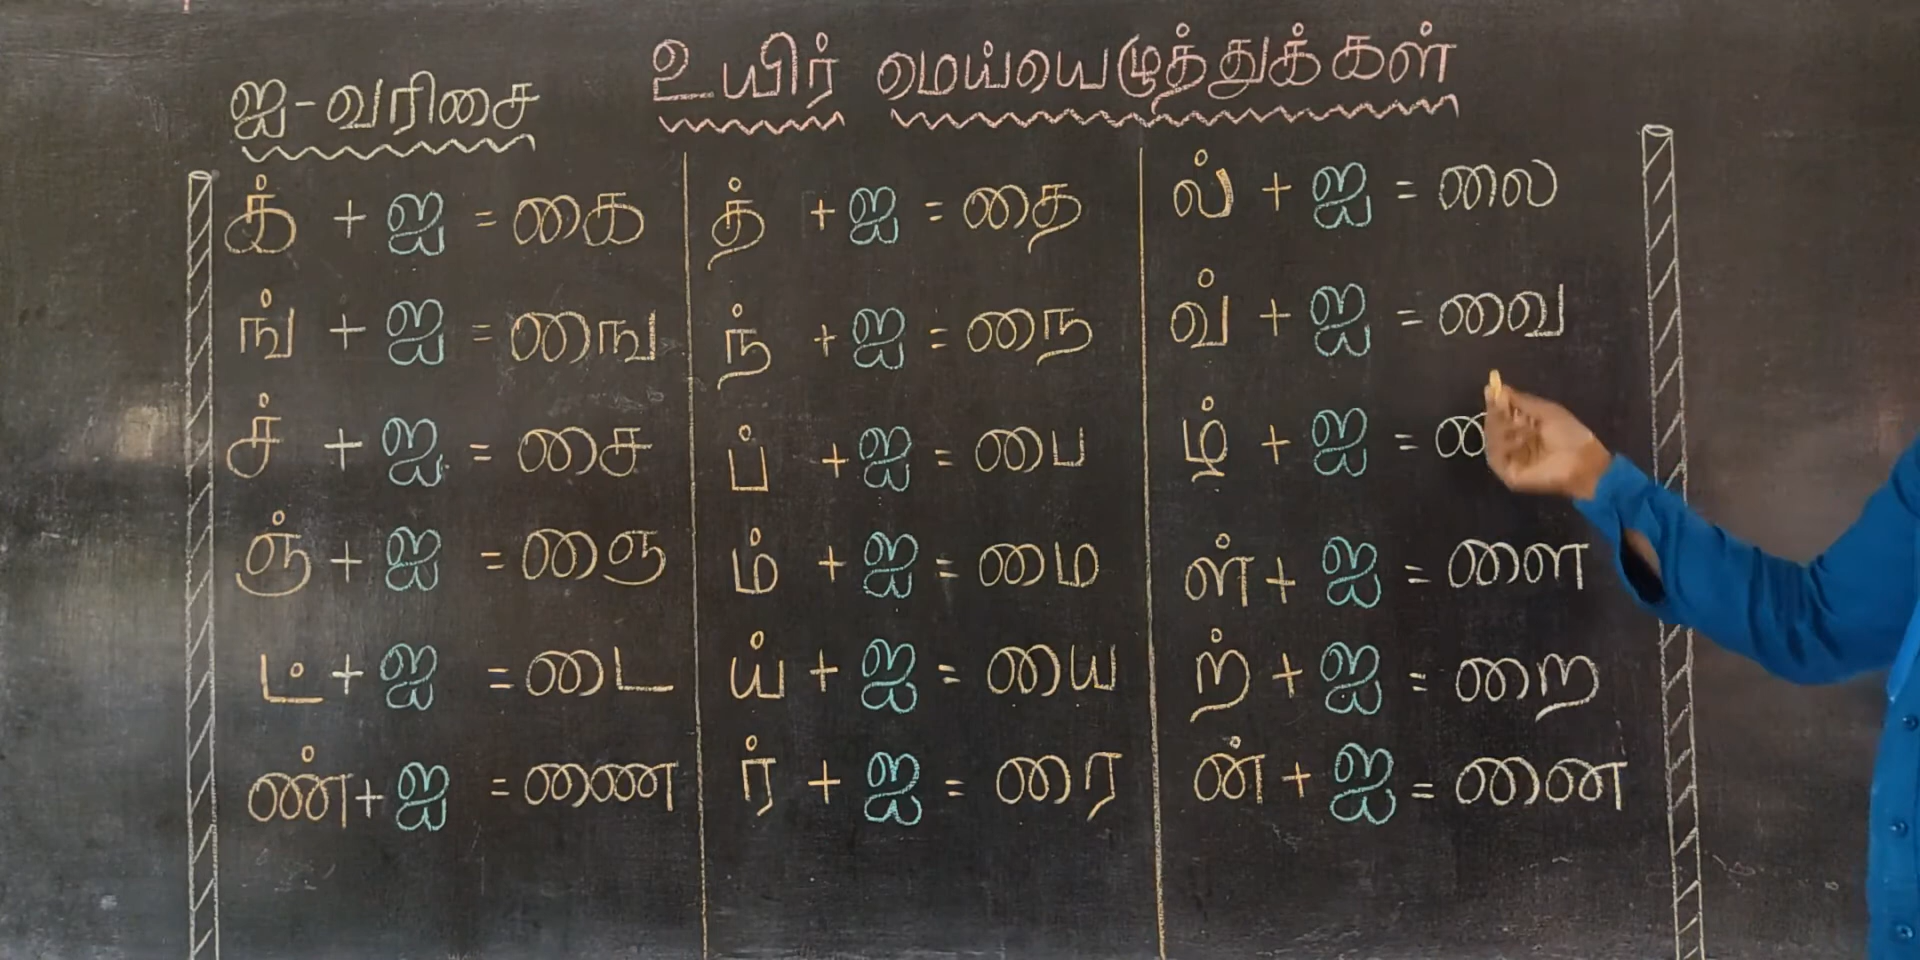 உயிர் மெய்யெழுத்துக்கள்
ஐ-வரிசை
க் + ஐ = கை
ங் + ஐ = ஙை
ச் + ஐ = சை
ஞ் + ஐ = ஞை
ட் + ஐ = டை
ண் + ஐ = ணை
த் + ஐ = தை
ந் + ஐ = நை
ப் + ஐ = பை
ம் + ஐ = மை
ய் + ஐ = யை
ர் + ஐ = ரை
ல் + ஐ = லை
வ் + ஐ = வை
ழ் + ஐ =
ள் + ஐ = ளை
ற் + ஐ = றை
ன் + ஐ = னை